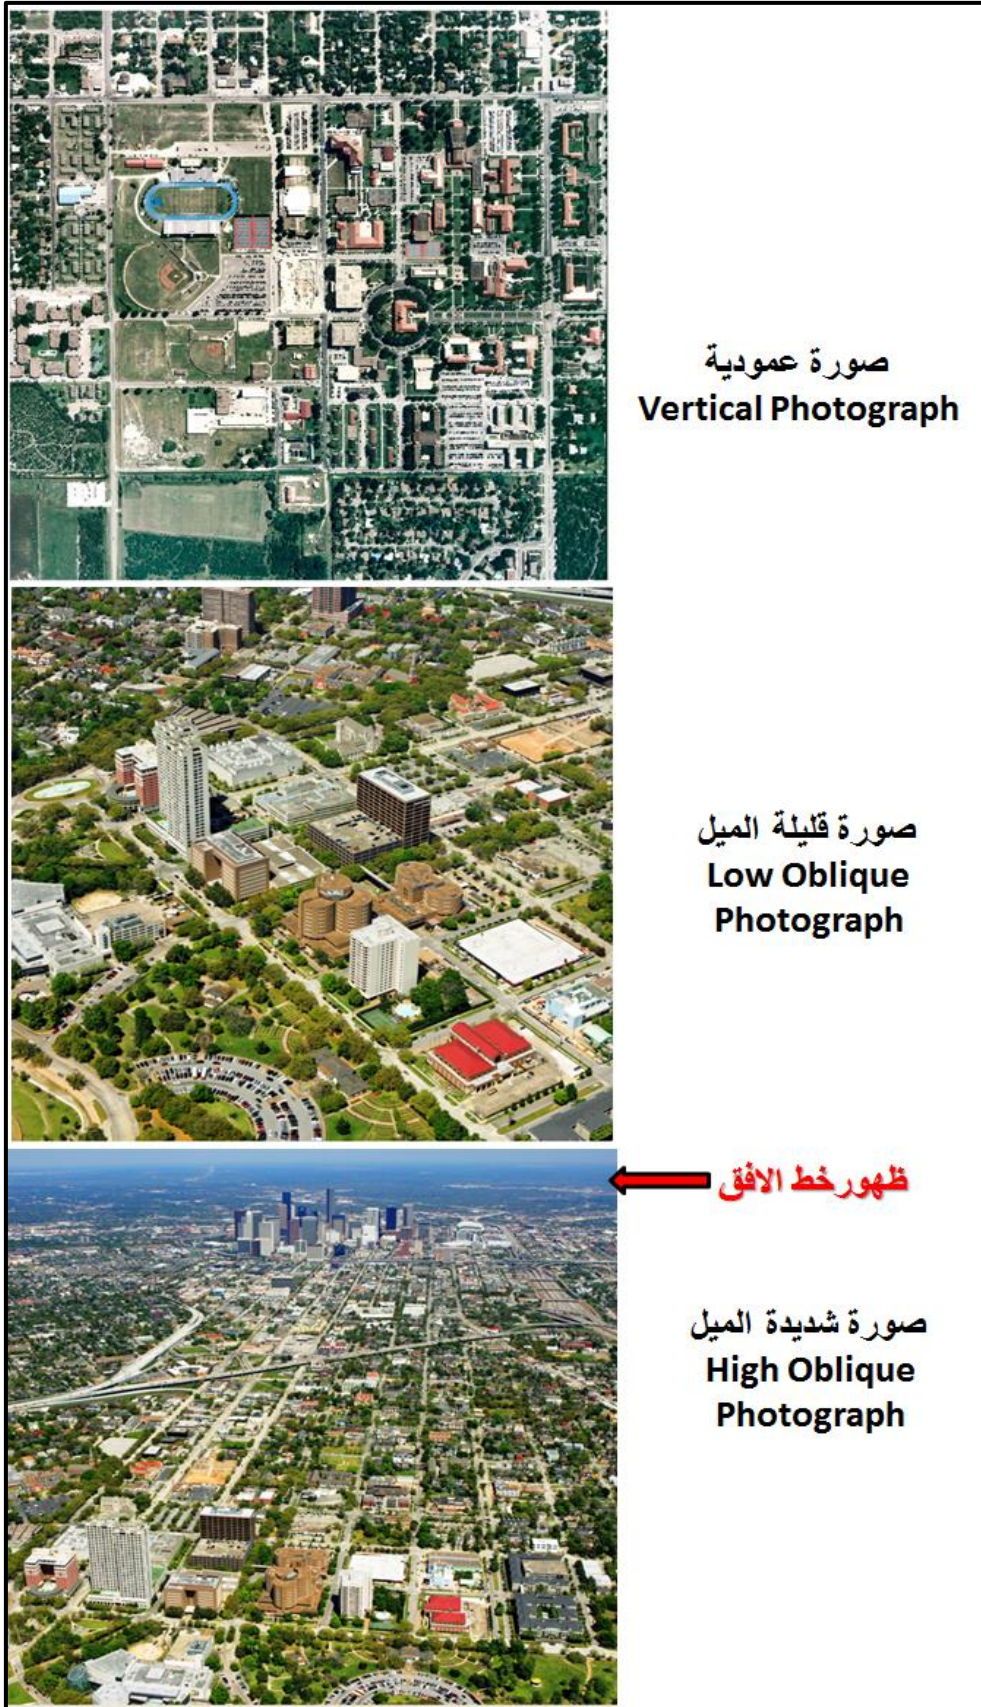 صورة عمودية
Vertical Photograph
صورة قليلة الميل
Low Oblique
Photograph
ظهورخط الافق
صورة شديدة الميل
High Oblique
Photograph